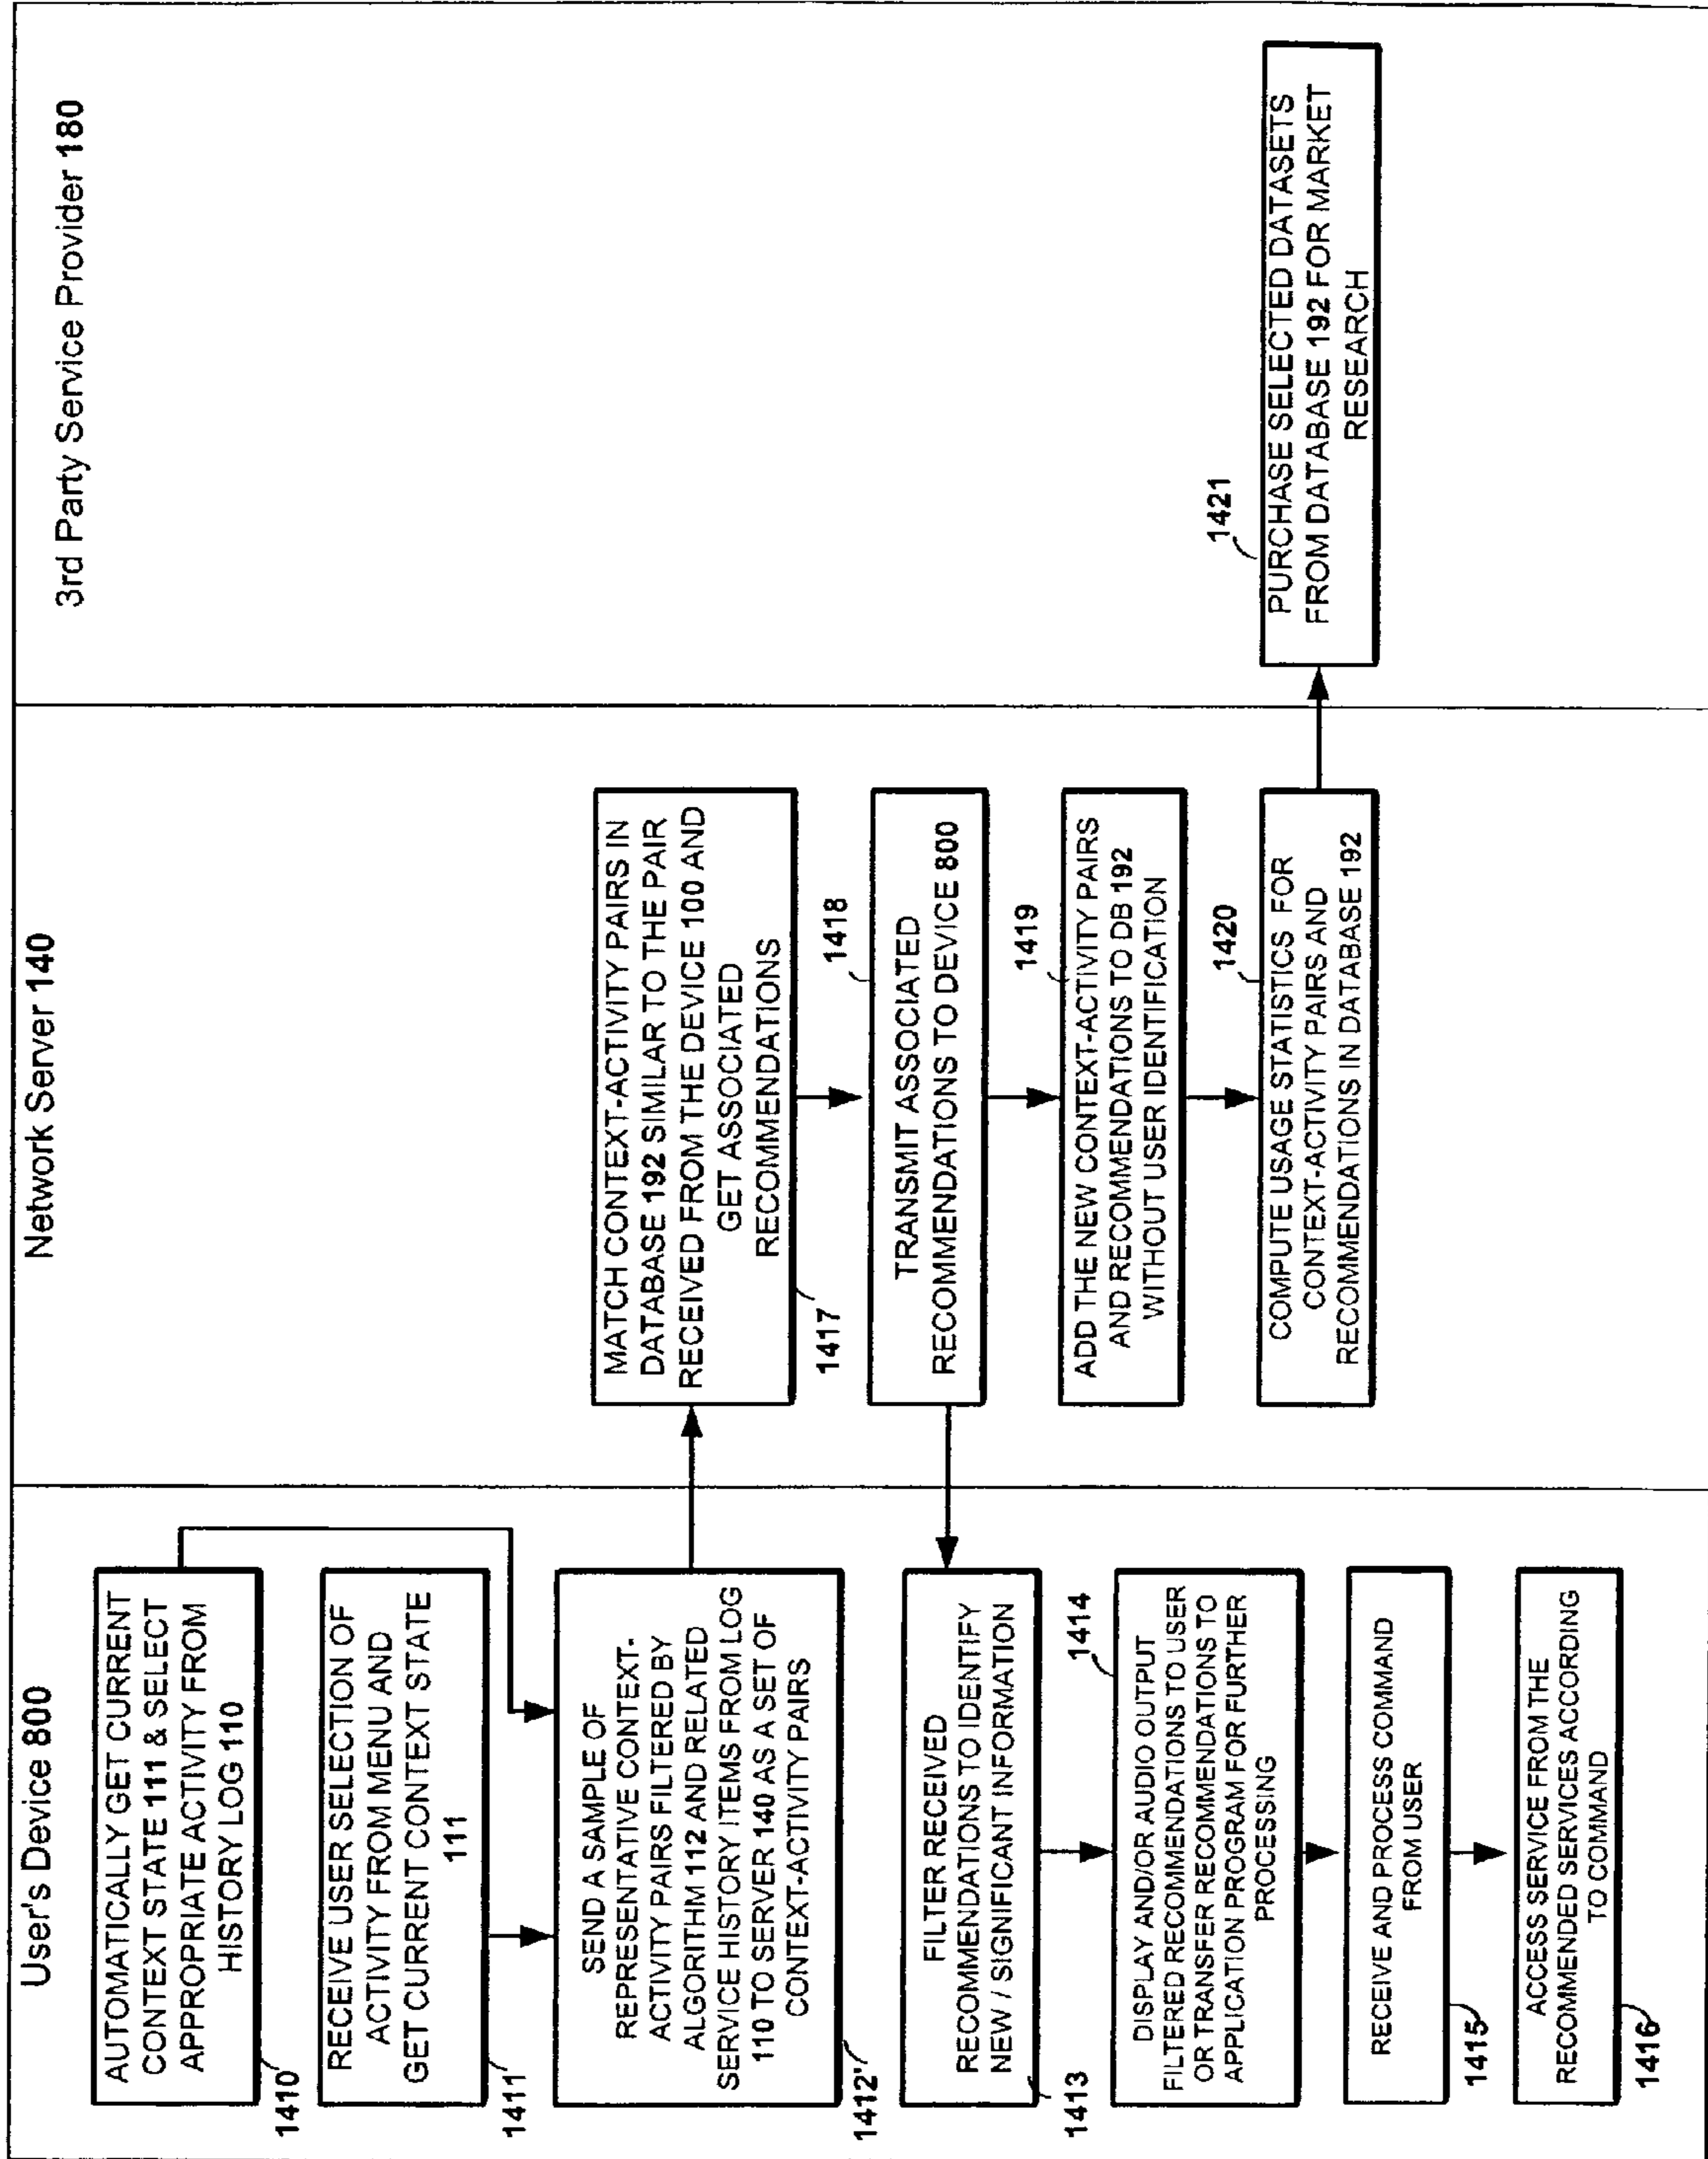 User's Device 800
AUTOMATICALLY GET CURRENT
CONTEXT STATE 111 & SELECT
APPROPRIATE ACTIVITY FROM
HISTORY LOG 110
1410
RECEIVE USER SELECTION OF
ACTIVITY FROM MENU AND
GET CURRENT CONTEXT STATE
111
1411
SEND A SAMPLE OF
REPRESENTATIVE CONTEXT-
ACTIVITY PAIRS FILTERED BY
ALGORITHM 112 AND RELATED
SERVICE HISTORY ITEMS FROM LOG
110 TO SERVER 140 AS A SET OF
CONTEXT-ACTIVITY PAIRS
1412'
FILTER RECEIVED
RECOMMENDATIONS TO IDENTIFY
NEW / SIGNIFICANT INFORMATION
1413
1414
DISPLAY AND/OR AUDIO OUTPUT
FILTERED RECOMMENDATIONS TO USER
OR TRANSFER RECOMMENDATIONS TO
APPLICATION PROGRAM FOR FURTHER
PROCESSING
RECEIVE AND PROCESS COMMAND
FROM USER
1415
ACCESS SERVICE FROM THE
RECOMMENDED SERVICES ACCORDING
TO COMMAND
1416
Network Server 140
MATCH CONTEXT-ACTIVITY PAIRS IN
DATABASE 192 SIMILAR TO THE PAIR
RECEIVED FROM THE DEVICE 100 AND
GET ASSOCIATED
RECOMMENDATIONS
1417
1418
TRANSMIT ASSOCIATED
RECOMMENDATIONS TO DEVICE 800
1419
ADD THE NEW CONTEXT-ACTIVITY PAIRS
AND RECOMMENDATIONS TO DB 192
WITHOUT USER IDENTIFICATION
1420
COMPUTE USAGE STATISTICS FOR
CONTEXT-ACTIVITY PAIRS AND
RECOMMENDATIONS IN DATABASE 192
3rd Party Service Provider 180
1421
PURCHASE SELECTED DATASETS
FROM DATABASE 192 FOR MARKET
RESEARCH